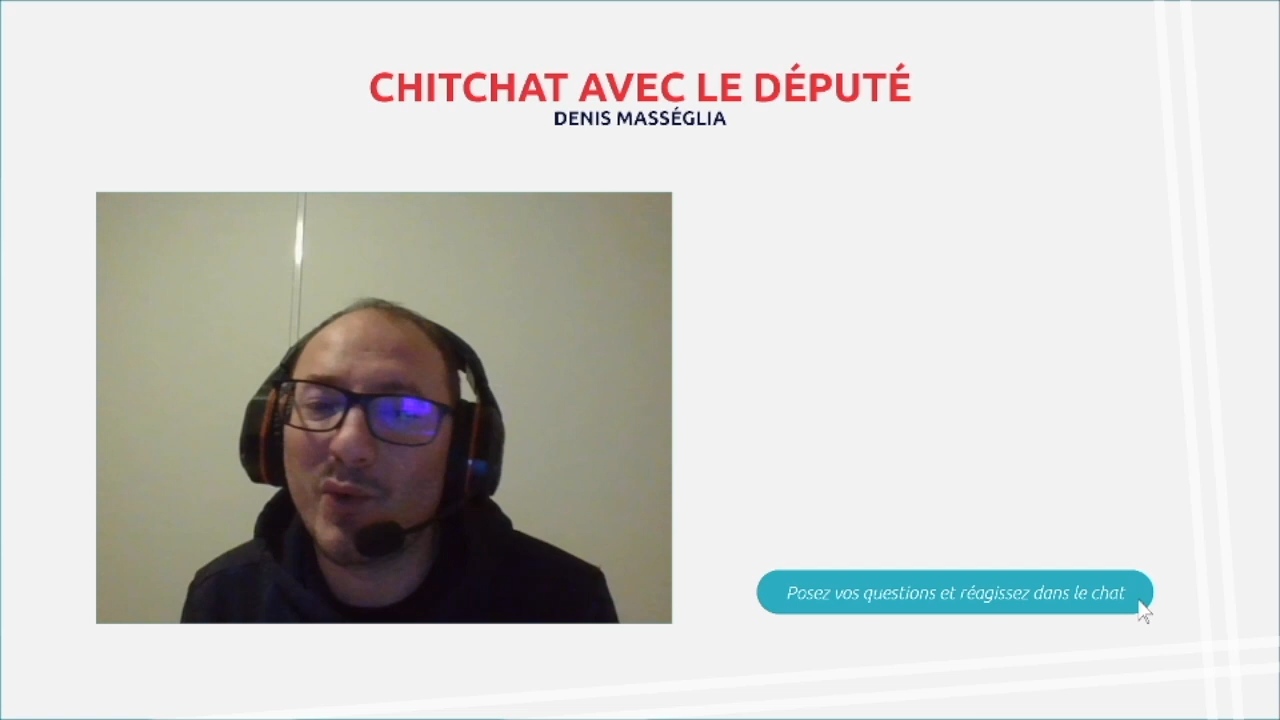 CHITCHAT AVEC LE DÉPUTÉ
DENIS MASSÉGLIA
Posez vos questions et réagissez dans le chat